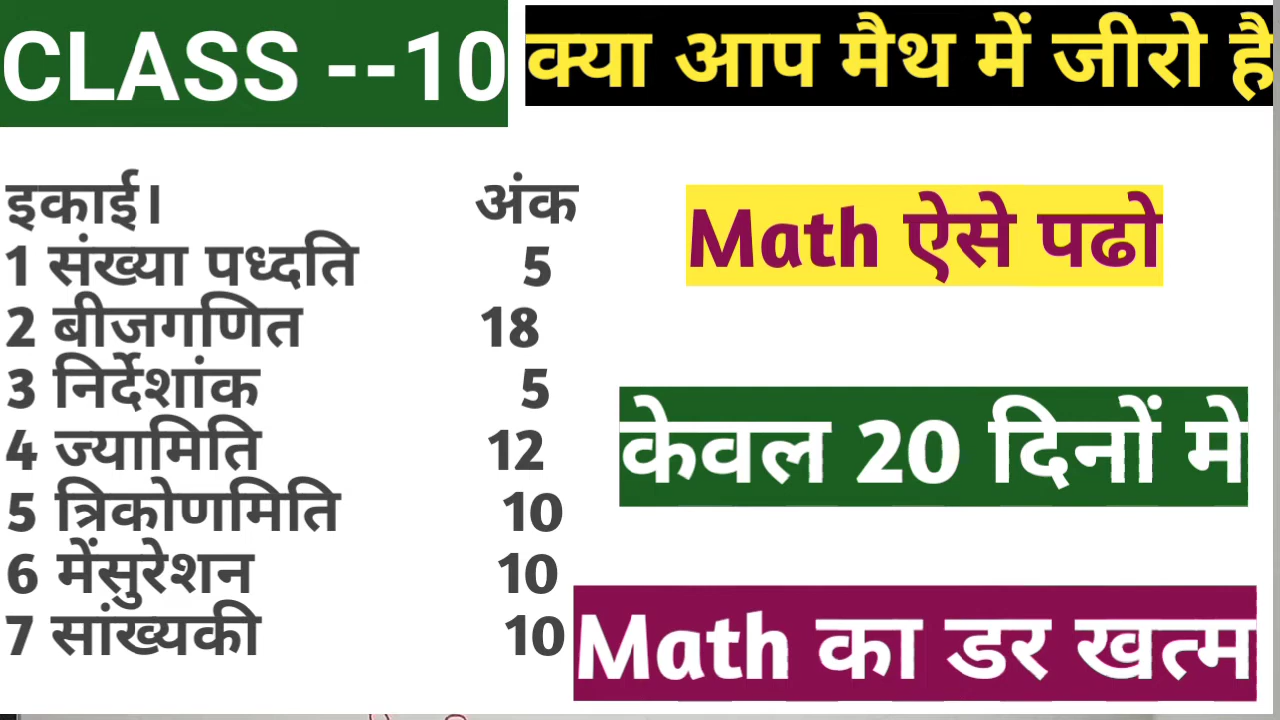 CLASS --10
क्या आप मैथ में जीरो है
इकाई। अंक
1 संख्या पध्दति 5
2 बीजगणित 18
3 निर्देशांक 5
4 ज्यामिति 12
5 त्रिकोणमिति 10
6 मेंसुरेशन 10
7 सांख्यकी 10
Math ऐसे पढो
केवल 20 दिनों मे
Math का डर खत्म